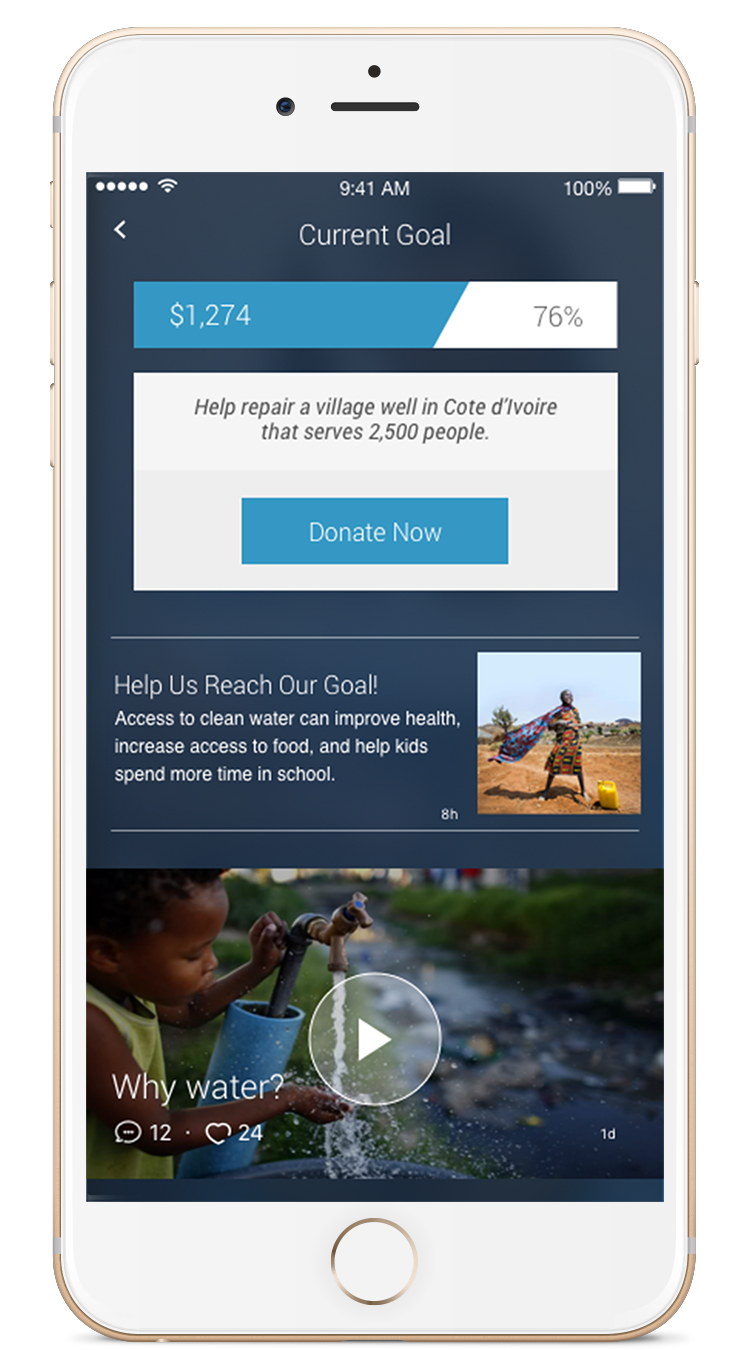 9:41 AM
100%
Current Goal
$1,274
76%
Help repair a village well in Cote d'Ivoire
that serves 2,500 people.
Donate Now
Help Us Reach Our Goal!
Access to clean water can improve health,
increase access to food, and help kids
spend more time in school.
8h
Why water?
12 · 24
1d